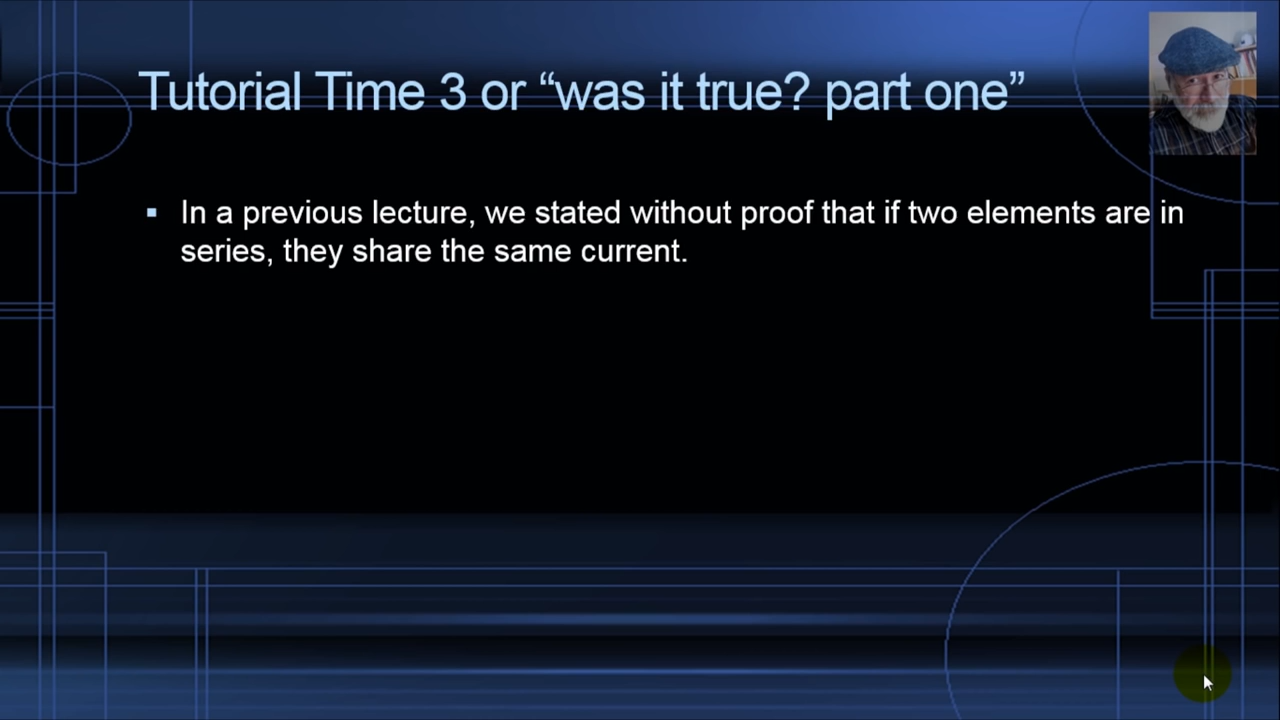 Tutorial Time 3 or “was it true? part one”
In a previous lecture, we stated without proof that if two elements are in
series, they share the same current.